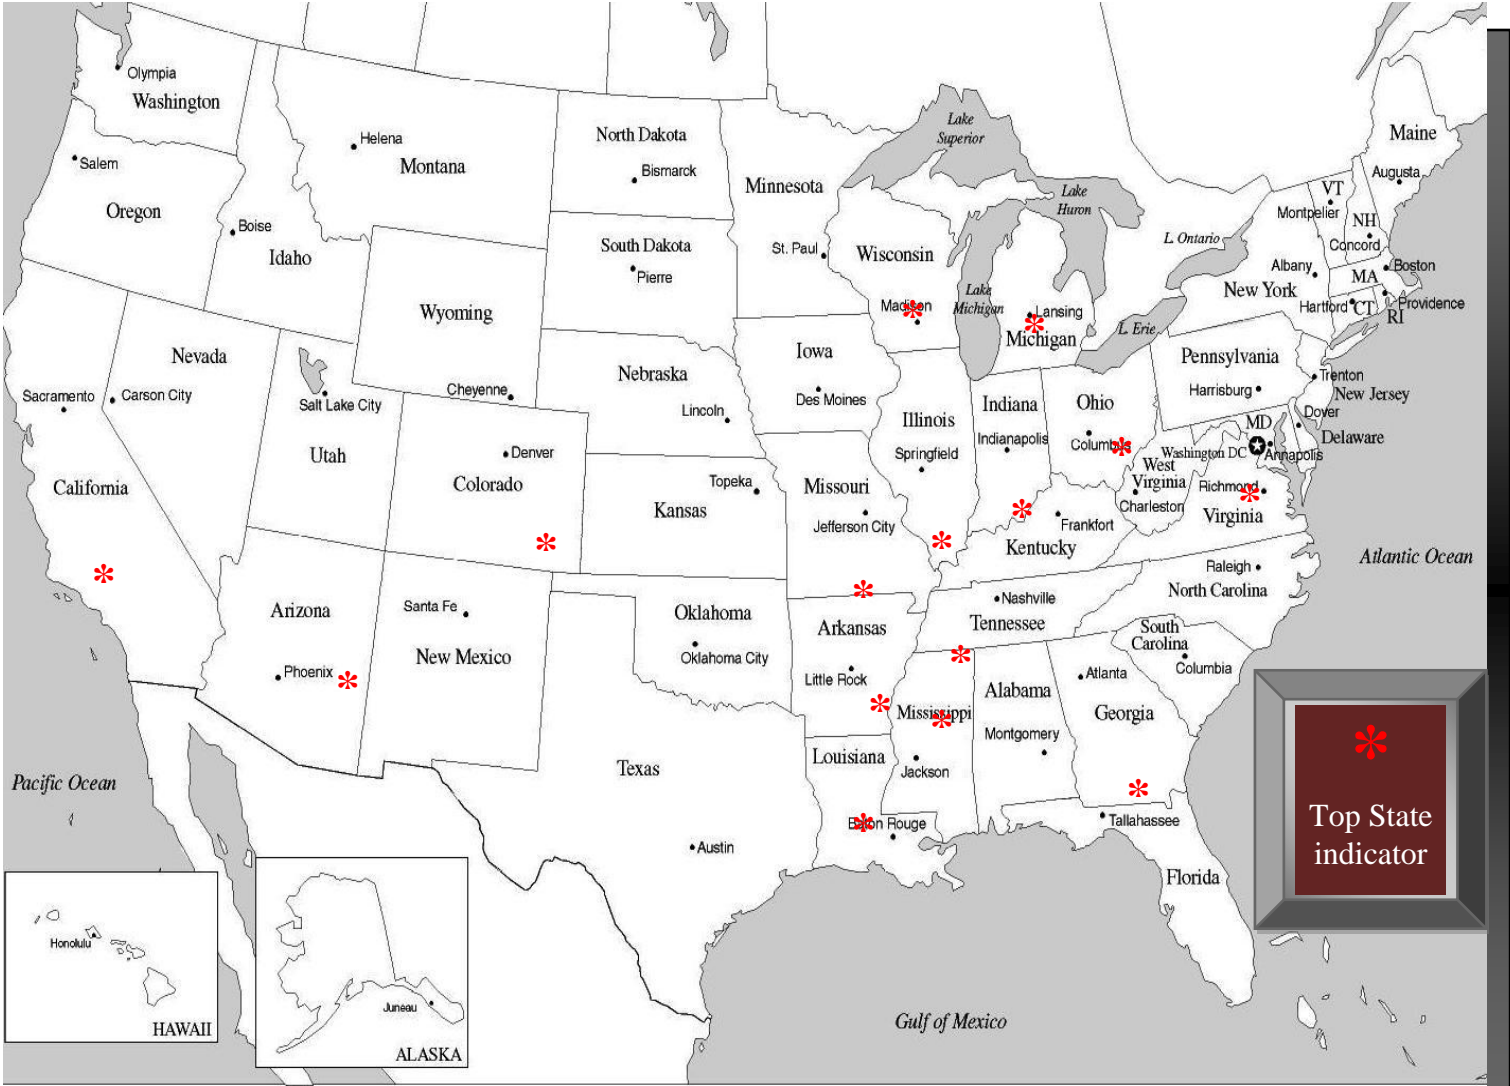 Olympia
Washington
Salem
Oregon
Helena
Montana
Boise
Idaho
North Dakota
Bismarck
Minnesota
St. Paul
South Dakota
Pierre
Wyoming
Cheyenne
Lake
Superior
Lake
Huron
Wisconsin
Madison
Lake
Michigan
Lansing
Michigan
L. Ontario
L. Erie
Maine
Augusta
VT
Montpelier
NH
Concord
Albany
New York
MA
Boston
Hartford
CT
RI
Providence
Nevada
Sacramento
Carson City
Salt Lake City
Utah
Nebraska
Lincoln
Iowa
Des Moines
Illinois
Springfield
Indiana
Indianapolis
Ohio
Columbus
Pennsylvania
Harrisburg
Trenton
New Jersey
Dover
MD
Delaware
Washington DC
Annapolis
California
Denver
Colorado
Topeka
Kansas
Missouri
Jefferson City
West
Virginia
Charleston
Richmond
Virginia
Frankfort
Kentucky
Atlantic Ocean
Raleigh
North Carolina
Arizona
Phoenix
Santa Fe
New Mexico
Oklahoma
Oklahoma City
Arkansas
Little Rock
Nashville
Tennessee
South
Carolina
Columbia
Mississippi
Jackson
Alabama
Montgomery
Atlanta
Georgia
Louisiana
Baton Rouge
Texas
Austin
Tallahassee
Florida
Pacific Ocean
Gulf of Mexico
Honolulu
HAWAII
Juneau
ALASKA
Top State
indicator